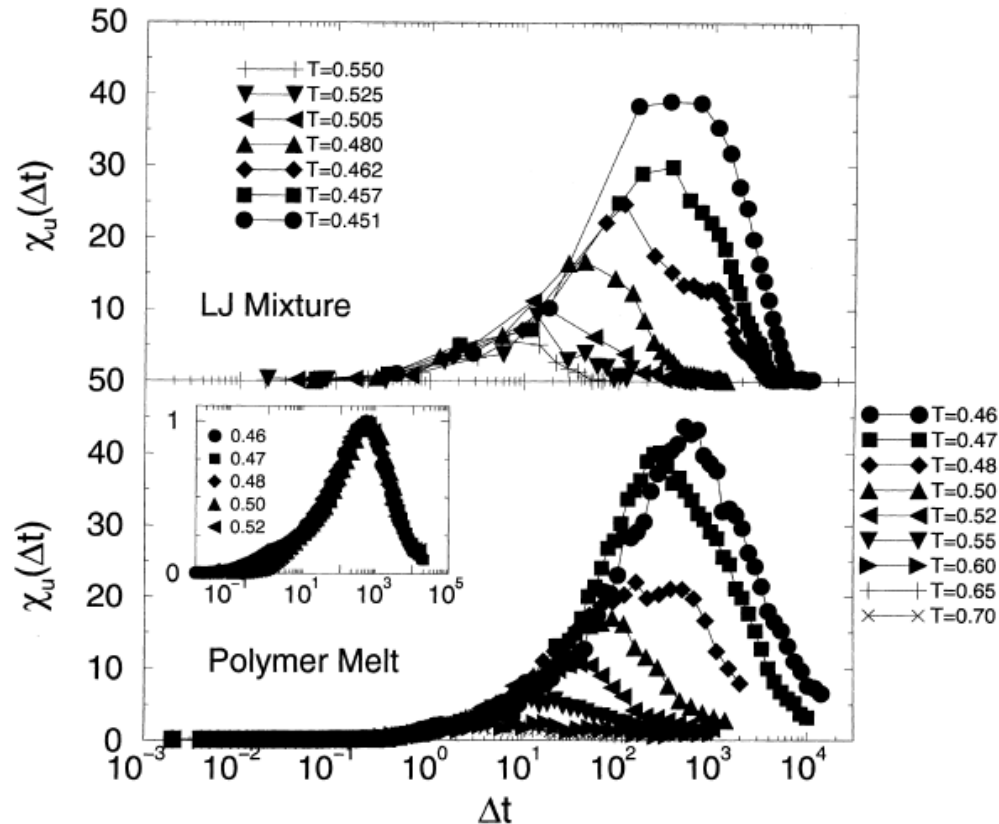 50
40
30
20
10
50
χu(Δt)
T=0.550
T=0.525
T=0.505
T=0.480
T=0.462
T=0.457
T=0.451
LJ Mixture
40
30
20
10
0
χu(Δt)
1
0
10⁻¹ 10¹ 10³ 10⁵
0.46
0.47
0.48
0.50
0.52
Polymer Melt
T=0.46
T=0.47
T=0.48
T=0.50
T=0.52
T=0.55
T=0.60
T=0.65
T=0.70
10⁻³ 10⁻² 10⁻¹ 10⁰ 10¹ 10² 10³ 10⁴
Δt